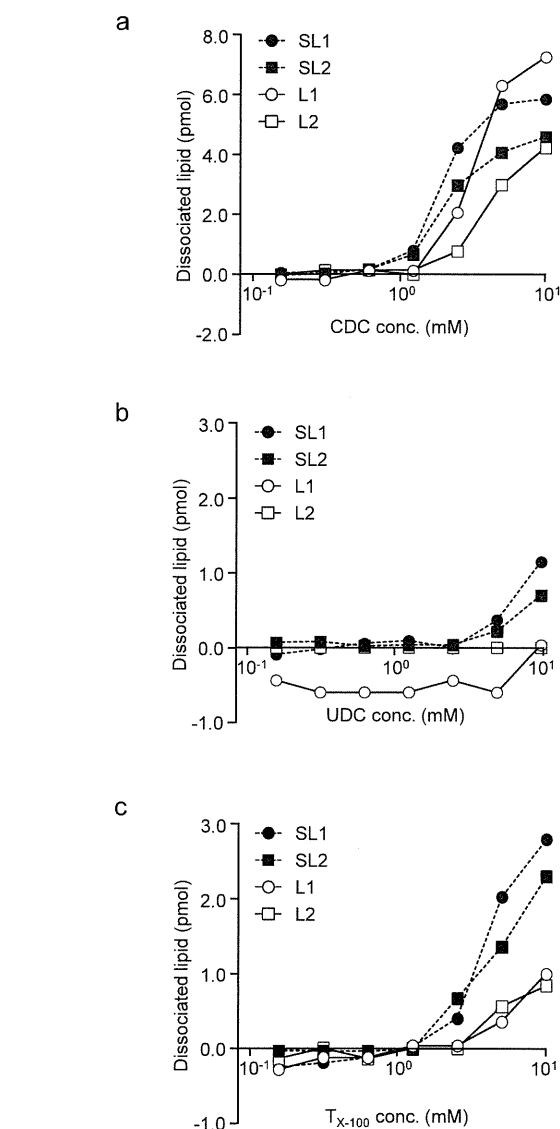 a
8.0
SL1
SL2
6.0
L1
L2
4.0
2.0
0.0
10-1
100
101
-2.0
CDC conc. (mM)
Dissociated lipid (pmol)
b
3.0
SL1
SL2
L1
2.0
L2
1.0
0.0
10-1
100
101
-1.0
UDC conc. (mM)
Dissociated lipid (pmol)
c
3.0
SL1
SL2
L1
2.0
L2
1.0
0.0
10-1
100
101
-1.0
TX-100 conc. (mM)
Dissociated lipid (pmol)